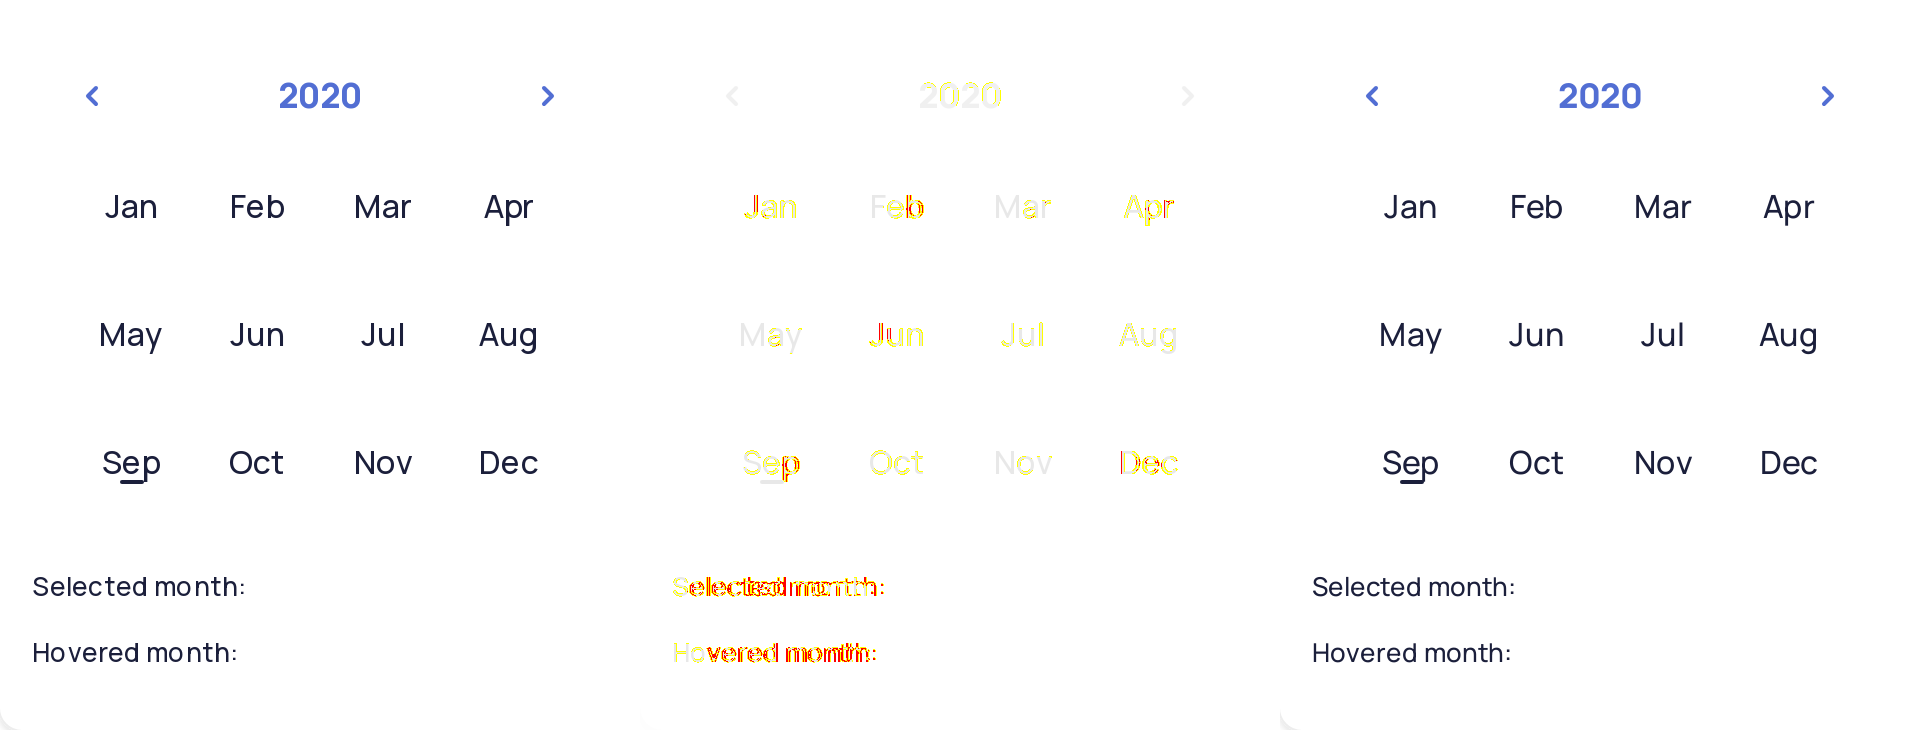 2020 2020 2020
Jan Feb Mar Apr Jan Feb Mar Apr Jan Feb Mar Apr
May Jun Jul Aug May Jun Jul Aug May Jun Jul Aug
Sep Oct Nov Dec Sep Oct Nov Dec Sep Oct Nov Dec
Selected month: Selected month: Selected month:
Hovered month: Hovered month: Hovered month: